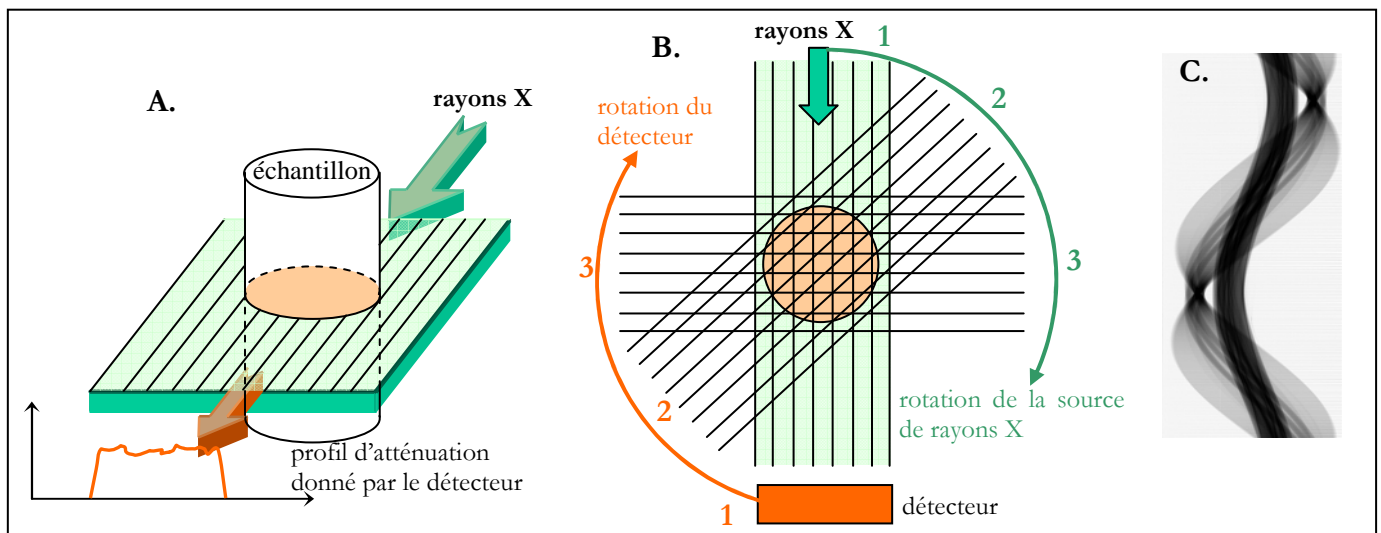 A.
rayons X
échantillon
profil d’atténuation
donné par le détecteur
B.
rayons X
1
2
3
rotation du
détecteur
3
2
1
rotation de la source
de rayons X
détecteur
C.